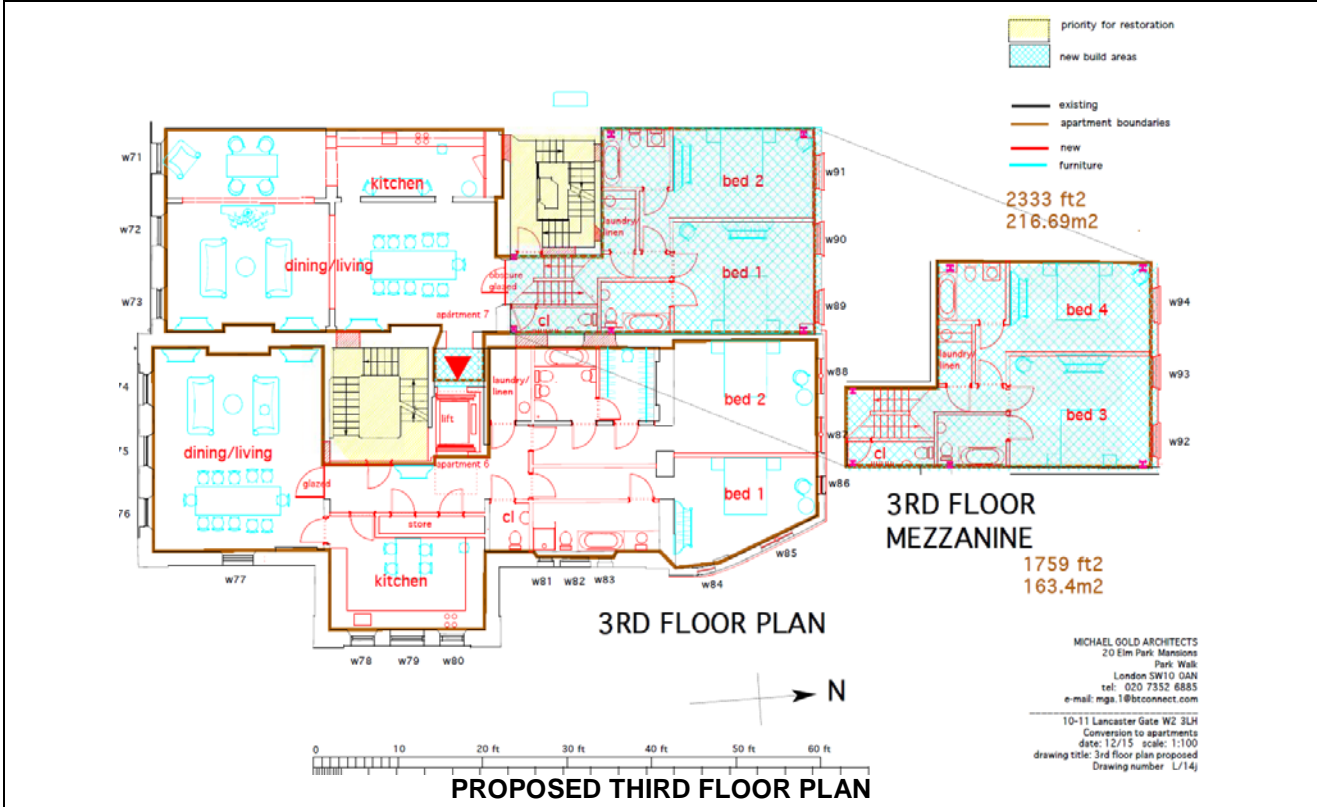 priority for restoration
new build areas
existing
apartment boundaries
new
furniture
2333 ft2
216.69m2
w71
w72
w73
74
75
76
w77
w78
w79
w80
w81
w82
w83
w84
w85
w86
w87
w88
w89
w90
w91
kitchen
dining/living
apartment 7
obscure
glazed
laundry/
linen
cl
bed 2
bed 1
dining/living
glazed
lift
apartment 6
store
kitchen
laundry/
linen
cl
bed 2
bed 1
bed 4
bed 3
laundry/
linen
cl
w94
w93
w92
3RD FLOOR
MEZZANINE
1759 ft2
163.4m2
3RD FLOOR PLAN
N
MICHAEL GOLD ARCHITECTS
20 Elm Park Mansions
Park Walk
London SW10 0AN
tel: 020 7352 6885
e-mail: mga.1@btconnect.com
10-11 Lancaster Gate W2 3LH
Conversion to apartments
date: 12/15 scale: 1:100
drawing title: 3rd floor plan proposed
Drawing number L/14j
0 10 20 ft 30 ft 40 ft 50 ft 60 ft
PROPOSED THIRD FLOOR PLAN